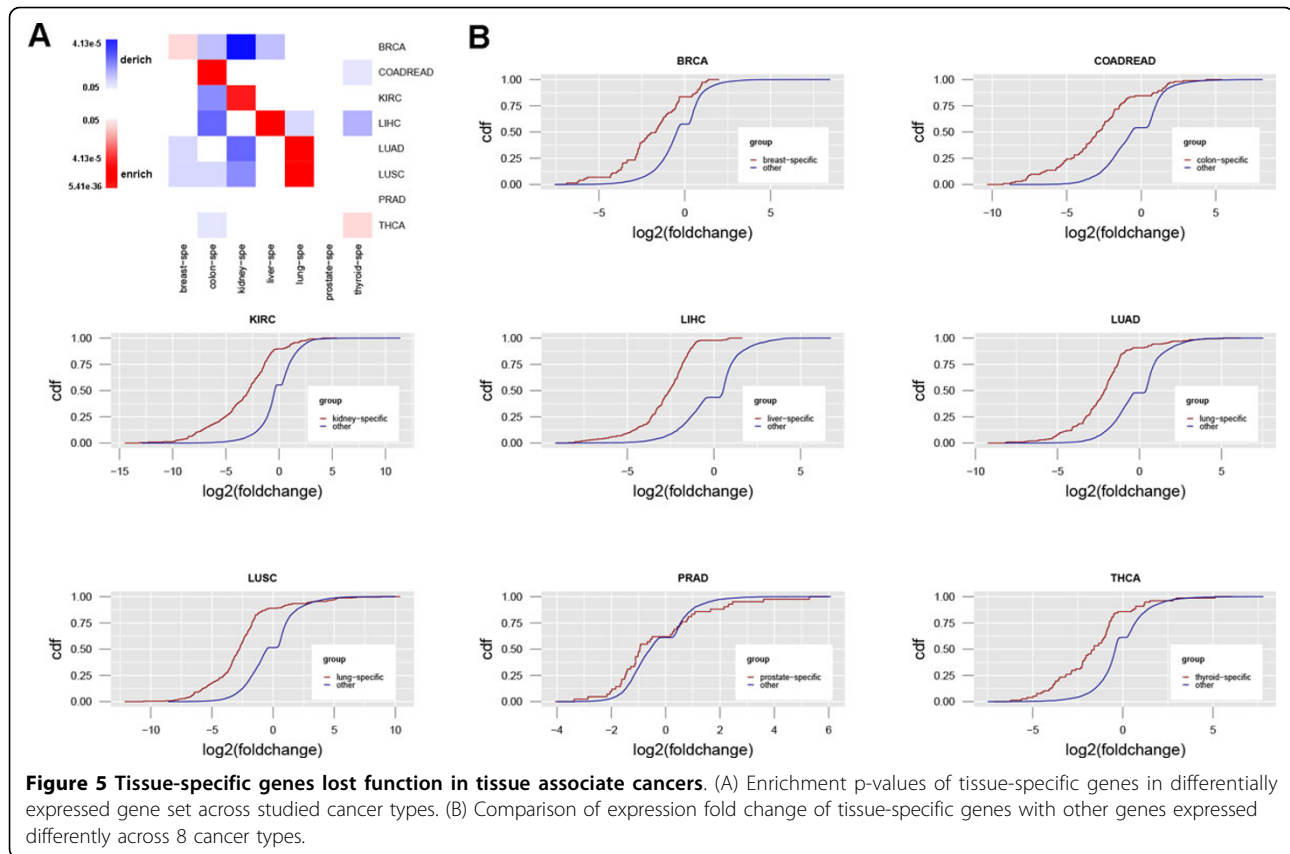 A
4.13e-5
derich
0.05
0.05
4.13e-5
enrich
5.41e-36
BRCA
COADREAD
KIRC
LIHC
LUAD
LUSC
PRAD
THCA
breast-spe
colon-spe
kidney-spe
liver-spe
lung-spe
prostate-spe
thyroid-spe
B
BRCA
cdf
1.00
0.75
0.50
0.25
0.00
group
breast-specific
other
−5 0 5
log2(foldchange)
COADREAD
cdf
1.00
0.75
0.50
0.25
0.00
group
colon-specific
other
−10 −5 0 5
log2(foldchange)
KIRC
cdf
1.00
0.75
0.50
0.25
0.00
group
kidney-specific
other
−15 −10 −5 0 5 10
log2(foldchange)
LIHC
cdf
1.00
0.75
0.50
0.25
0.00
group
liver-specific
other
−5 0 5
log2(foldchange)
LUAD
cdf
1.00
0.75
0.50
0.25
0.00
group
lung-specific
other
−10 −5 0 5
log2(foldchange)
LUSC
cdf
1.00
0.75
0.50
0.25
0.00
group
lung-specific
other
−10 −5 0 5 10
log2(foldchange)
PRAD
cdf
1.00
0.75
0.50
0.25
0.00
group
prostate-specific
other
−4 −2 0 2 4 6
log2(foldchange)
THCA
cdf
1.00
0.75
0.50
0.25
0.00
group
thyroid-specific
other
−5 0 5
log2(foldchange)
Figure 5 Tissue-specific genes lost function in tissue associate cancers. (A) Enrichment p-values of tissue-specific genes in differentially
expressed gene set across studied cancer types. (B) Comparison of expression fold change of tissue-specific genes with other genes expressed
differently across 8 cancer types.